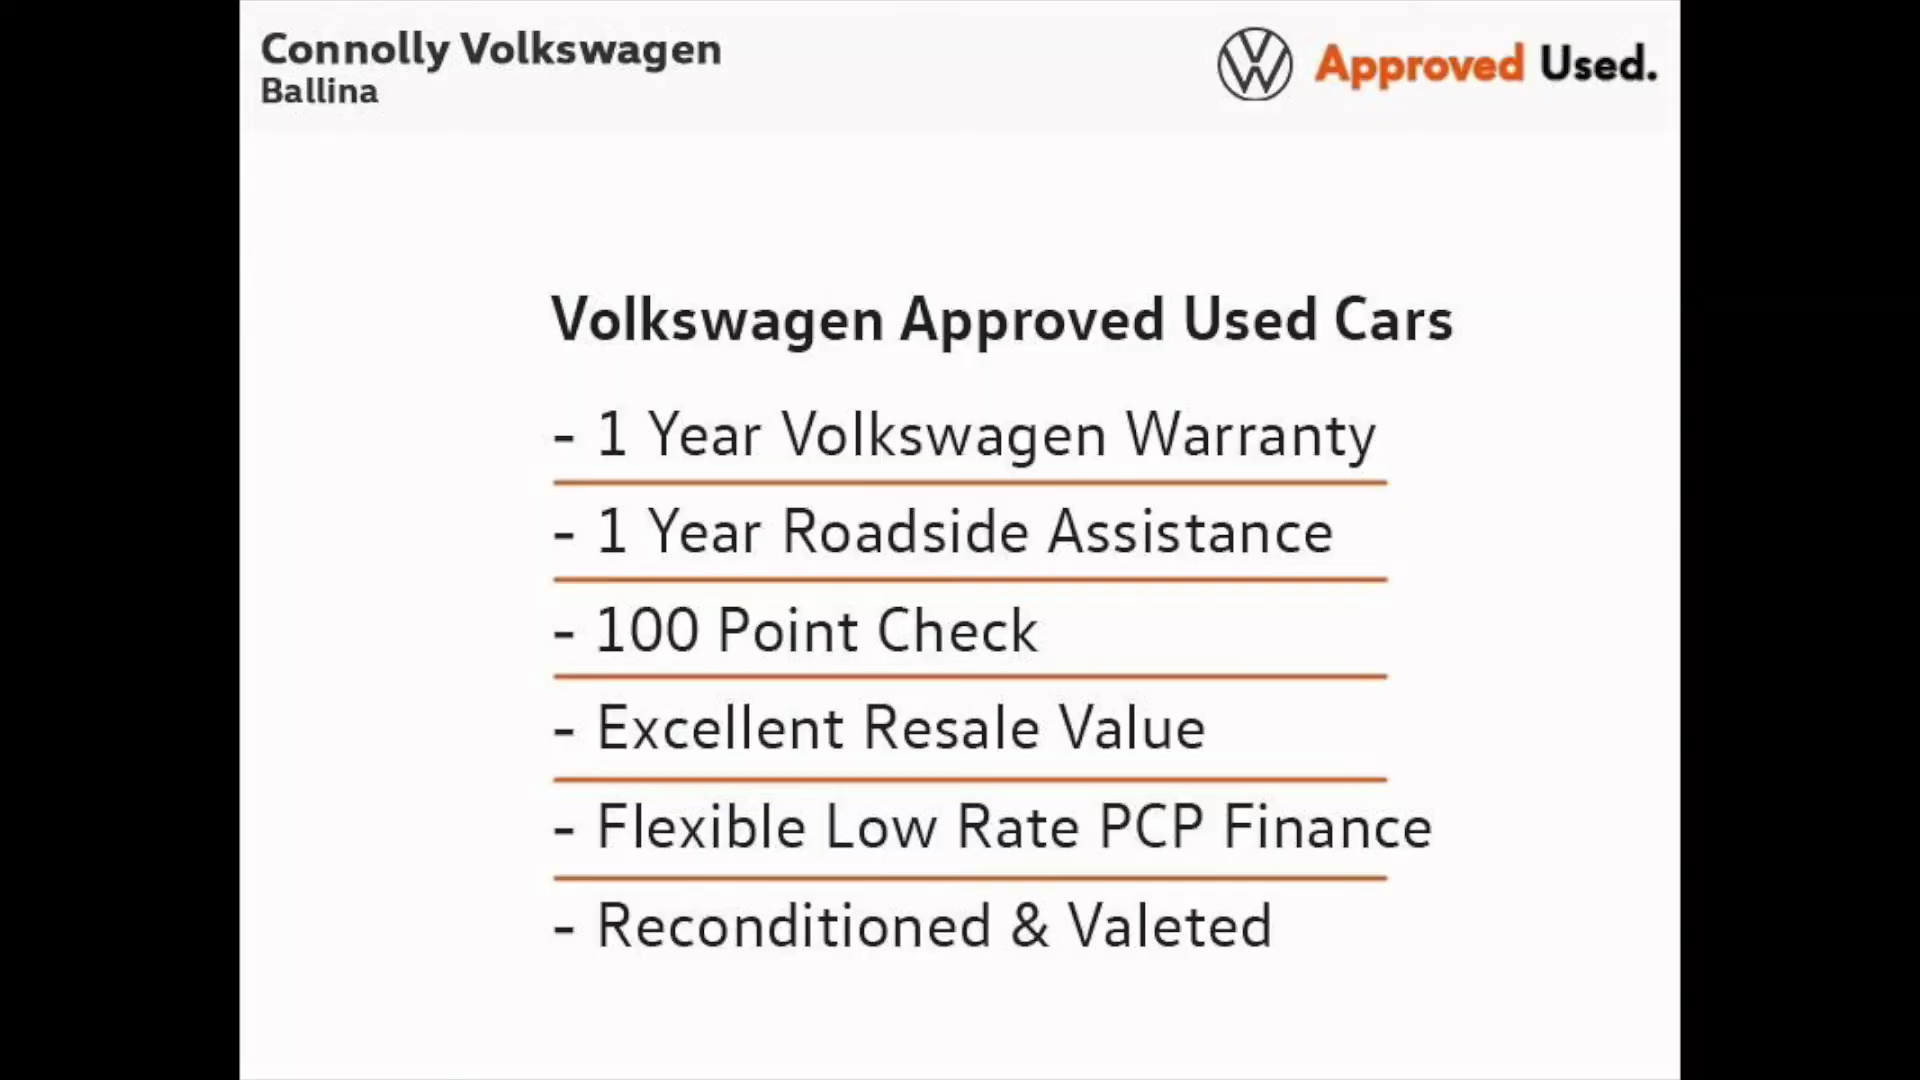 Connolly Volkswagen
Ballina
Approved Used.
Volkswagen Approved Used Cars
- 1 Year Volkswagen Warranty
- 1 Year Roadside Assistance
- 100 Point Check
- Excellent Resale Value
- Flexible Low Rate PCP Finance
- Reconditioned & Valeted